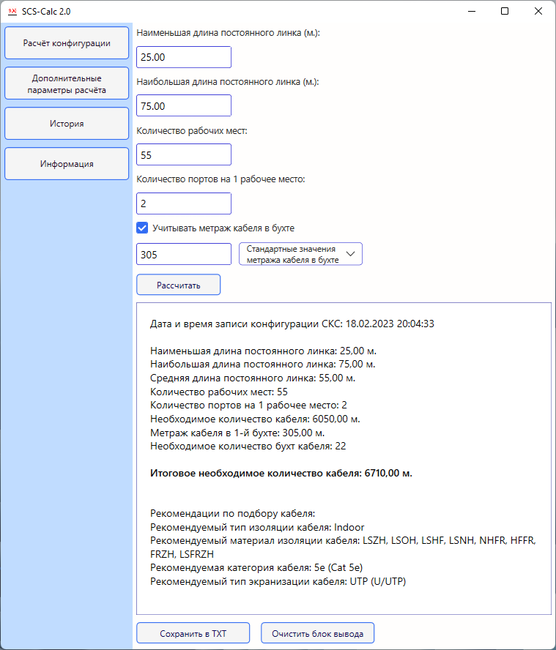 SCS-Calc 2.0
Расчёт конфигурации
Дополнительные
параметры расчёта
История
Информация
Наименьшая длина постоянного линка (м.):
25.00
Наибольшая длина постоянного линка (м.):
75.00
Количество рабочих мест:
55
Количество портов на 1 рабочее место:
2
Учитывать метраж кабеля в бухте
305
Стандартные значения
метража кабеля в бухте
Рассчитать
Дата и время записи конфигурации СКС: 18.02.2023 20:04:33
Наименьшая длина постоянного линка: 25,00 м.
Наибольшая длина постоянного линка: 75,00 м.
Средняя длина постоянного линка: 55,00 м.
Количество рабочих мест: 55
Количество портов на 1 рабочее место: 2
Необходимое количество кабеля: 6050,00 м.
Метраж кабеля в 1-й бухте: 305,00 м.
Необходимое количество бухт кабеля: 22
Итоговое необходимое количество кабеля: 6710,00 м.
Рекомендации по подбору кабеля:
Рекомендуемый тип изоляции кабеля: Indoor
Рекомендуемый материал изоляции кабеля: LSZH, LSOH, LSHF, LSNH, NHFR, HFFR,
FRZH, LSFRZH
Рекомендуемая категория кабеля: 5e (Cat 5e)
Рекомендуемый тип экранизации кабеля: UTP (U/UTP)
Сохранить в TXT
Очистить блок вывода